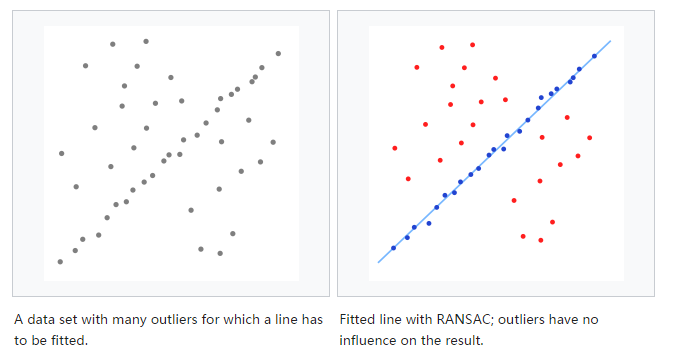 A data set with many outliers for which a line has
to be fitted.
Fitted line with RANSAC; outliers have no
influence on the result.